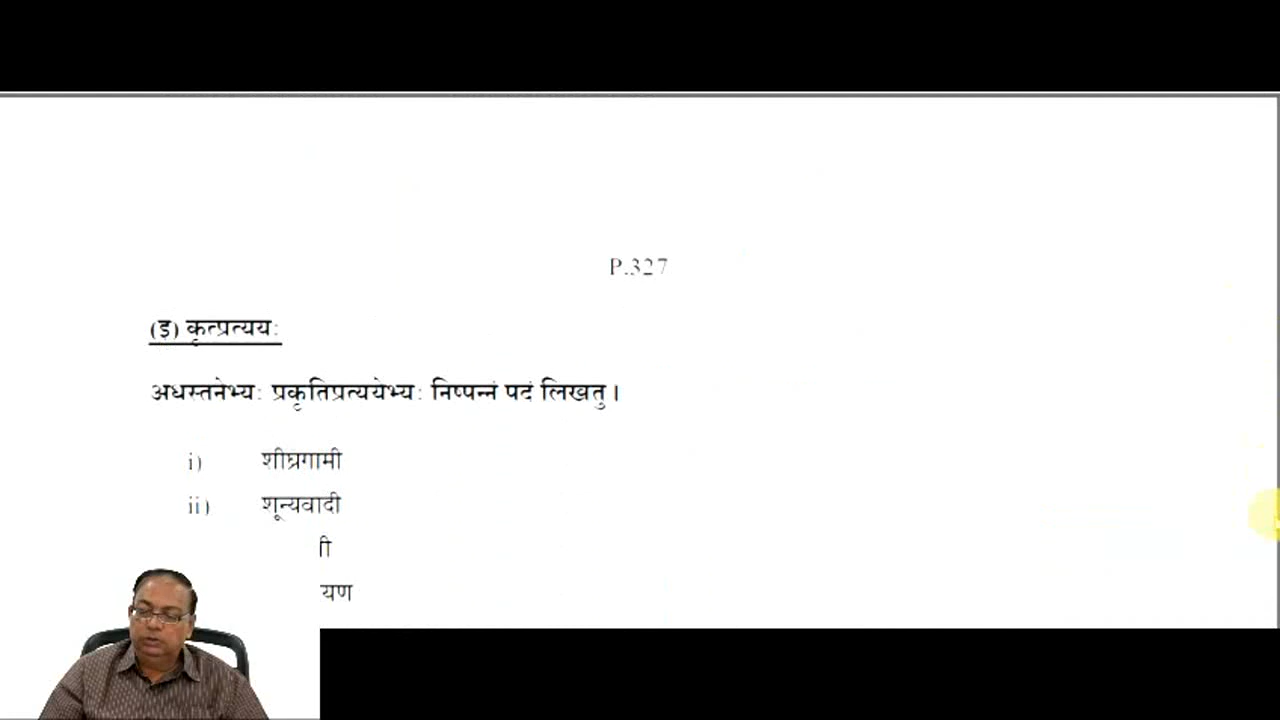 P.327
(इ) कृत्प्रत्ययः
अधस्तनेभ्यः प्रकृतिप्रत्ययेभ्यः निष्पन्नं पदं लिखतु ।
i) शीघ्रगामी
ii) शून्यवादी